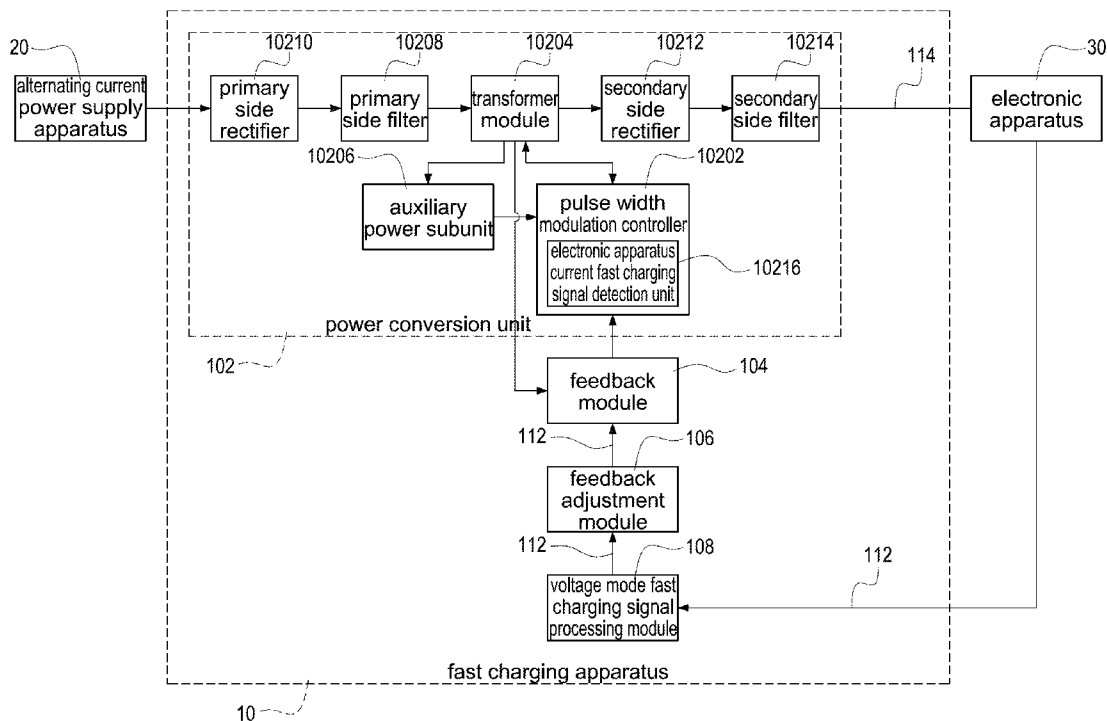 20
10210
10208
10204
10212
10214
114
30
alternating current
power supply
apparatus
primary
side
rectifier
primary
side filter
transformer
module
secondary
side
rectifier
secondary
side filter
electronic
apparatus
10206
10202
auxiliary
power subunit
pulse width
modulation controller
electronic apparatus
current fast charging
signal detection unit
10216
power conversion unit
102
feedback
module
104
112
106
feedback
adjustment
module
112
108
112
voltage mode fast
charging signal
processing module
fast charging apparatus
10